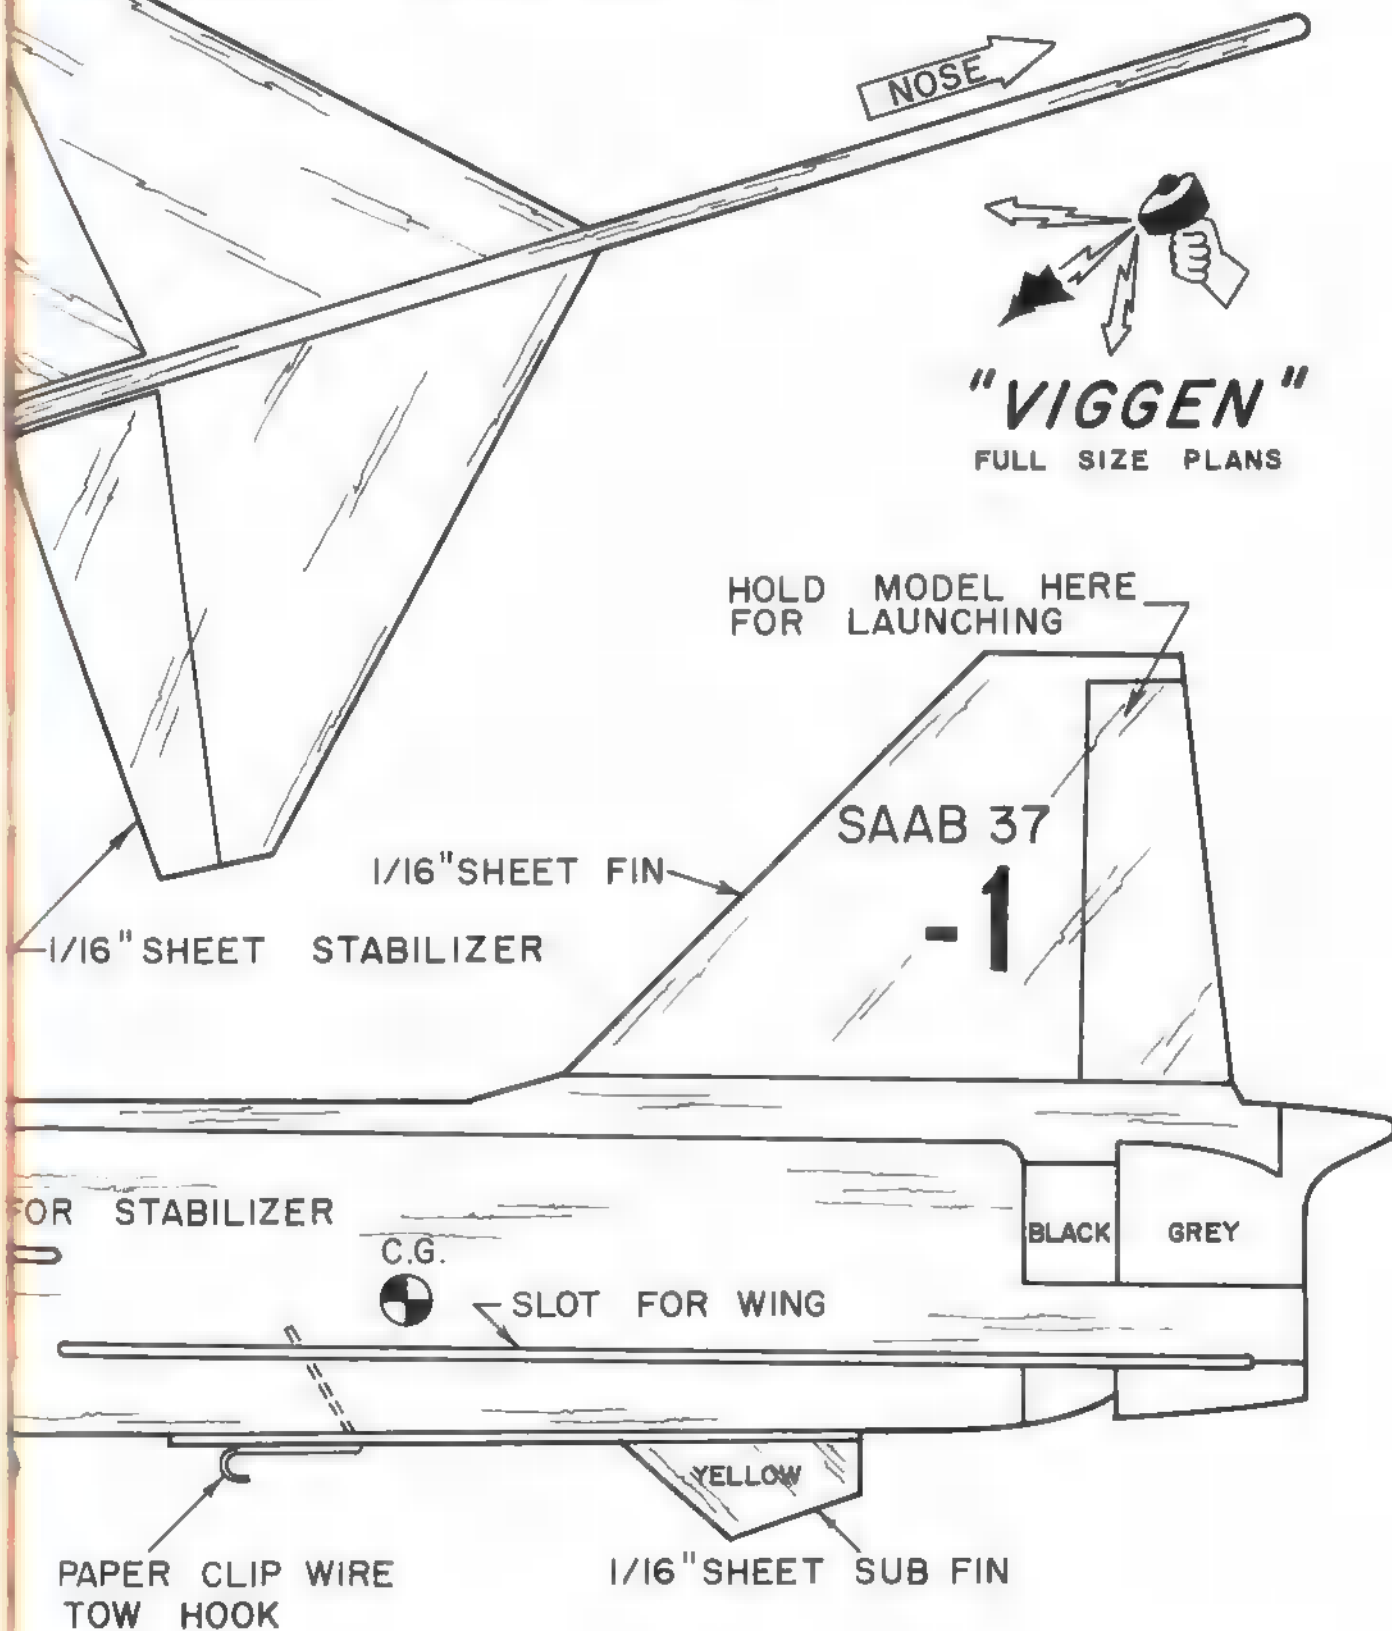 NOSE
"VIGGEN"
FULL SIZE PLANS
HOLD MODEL HERE
FOR LAUNCHING
SAAB 37
-1
1/16" SHEET FIN
1/16" SHEET STABILIZER
FOR STABILIZER
C.G.
SLOT FOR WING
BLACK
GREY
YELLOW
PAPER CLIP WIRE
TOW HOOK
1/16" SHEET SUB FIN